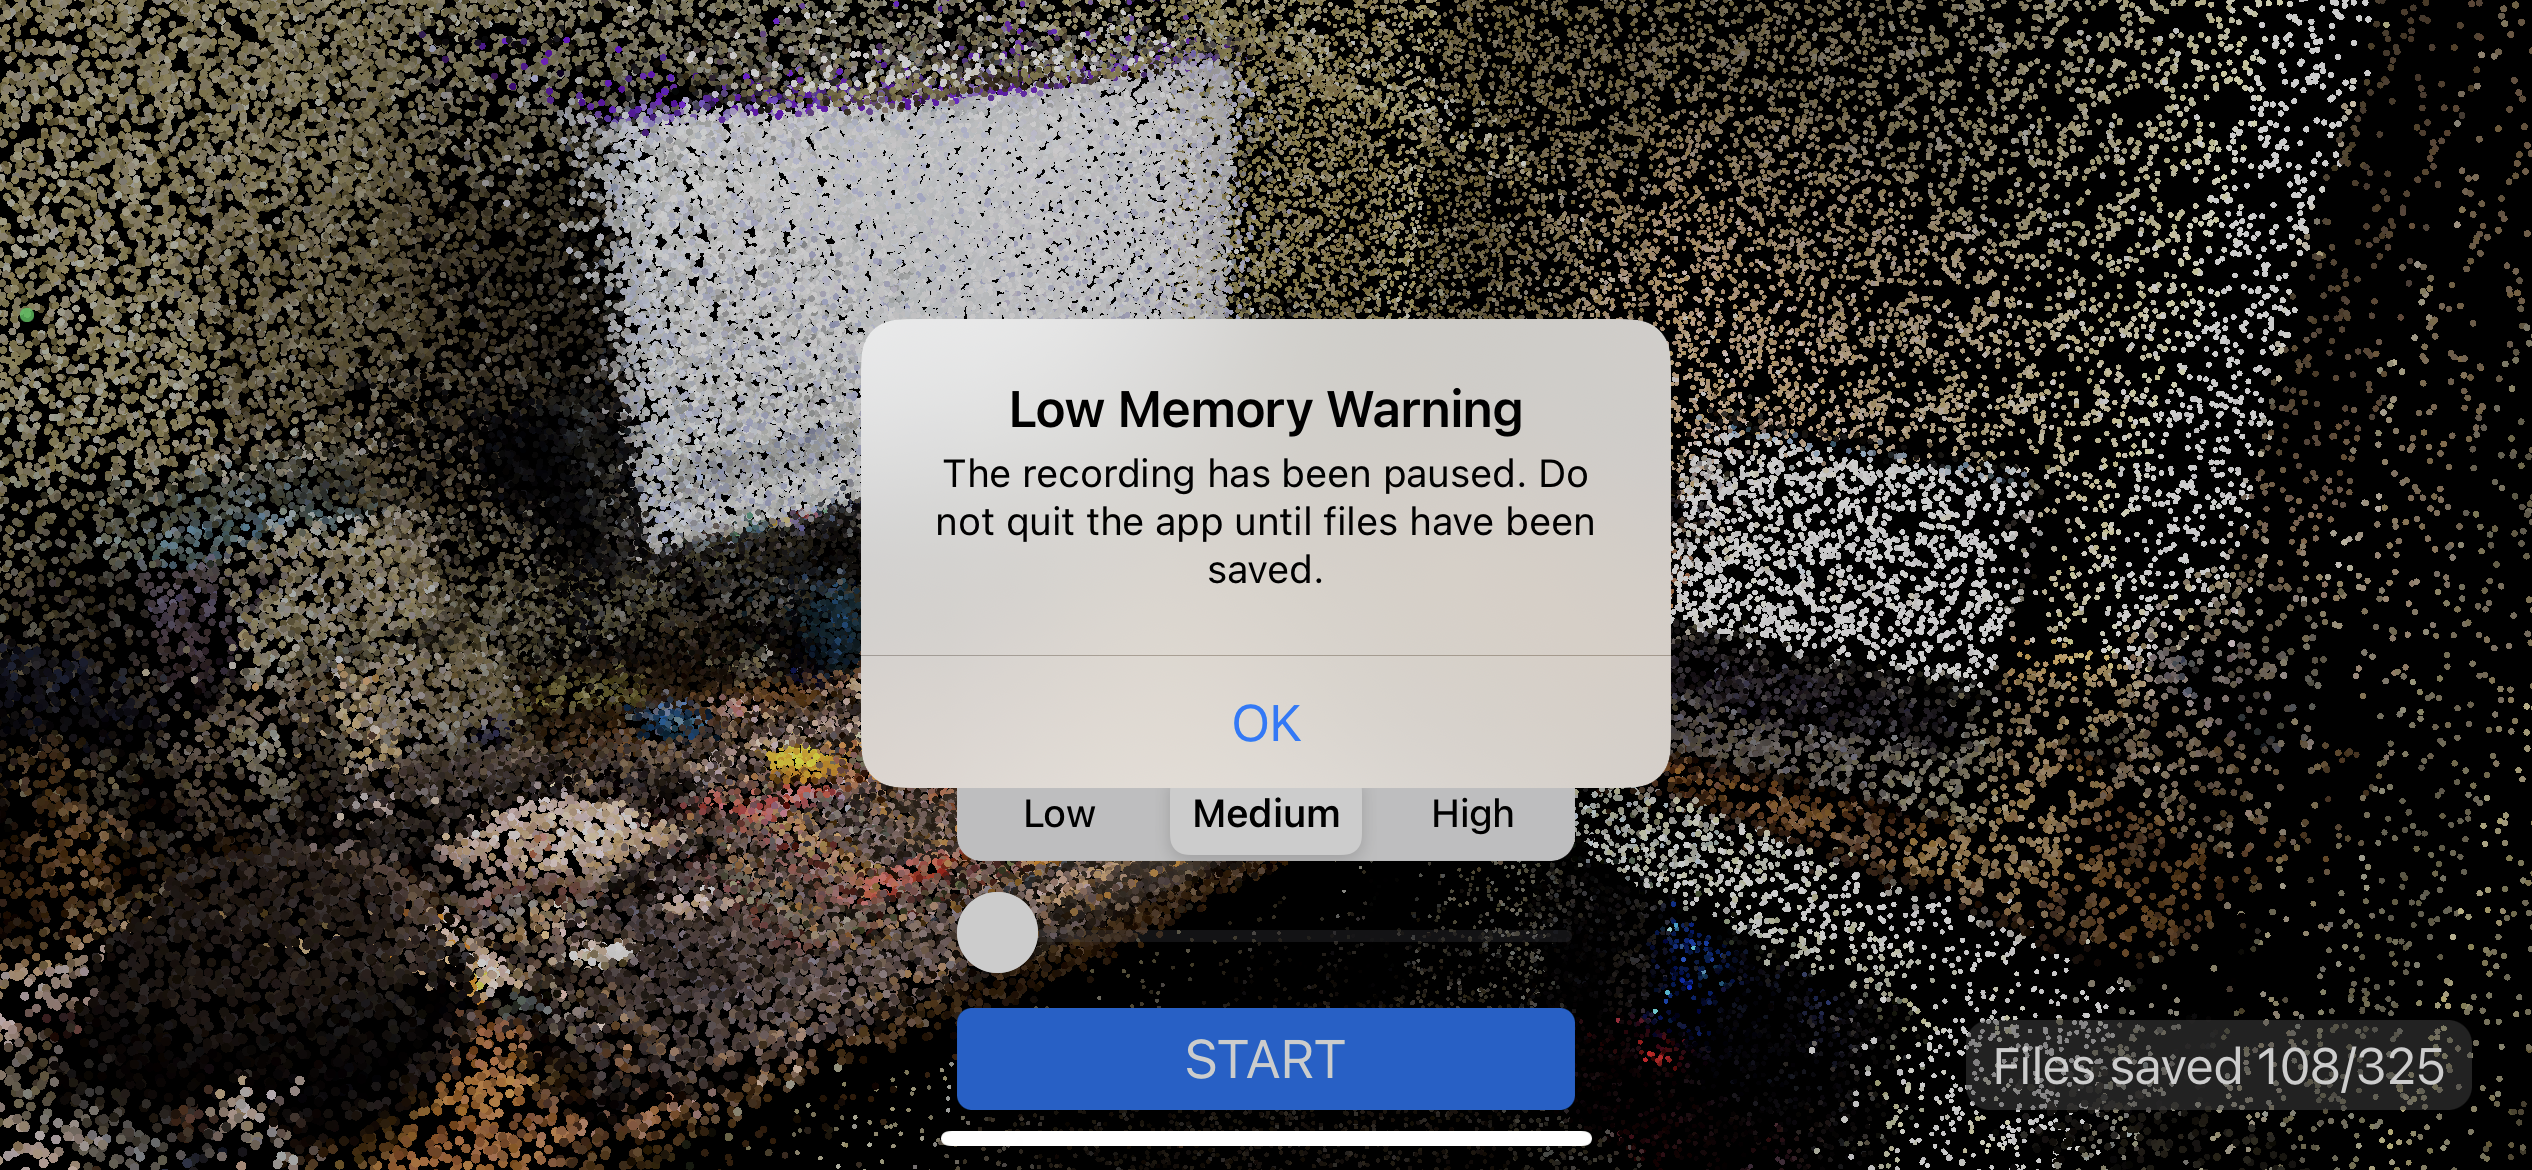 Low Memory Warning
The recording has been paused. Do
not quit the app until files have been
saved.
OK
Low Medium High
START
Files saved 108/325